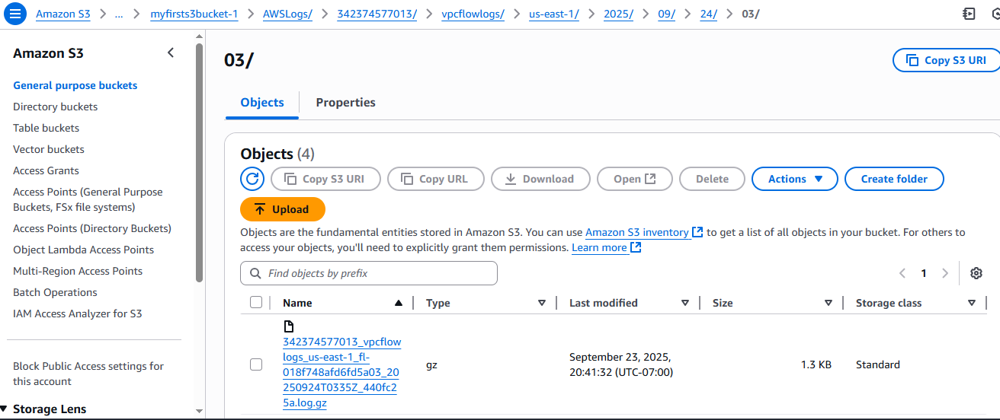 Amazon S3 > ... > myfirsts3bucket-1 > AWSLogs/ > 342374577013/ > vpcflowlogs/ > us-east-1/ > 2025/ > 09/ > 24/ > 03/
Amazon S3
General purpose buckets
Directory buckets
Table buckets
Vector buckets
Access Grants
Access Points (General Purpose
Buckets, FSx file systems)
Access Points (Directory Buckets)
Object Lambda Access Points
Multi-Region Access Points
Batch Operations
IAM Access Analyzer for S3
Block Public Access settings for
this account
Storage Lens
03/
Copy S3 URI
Objects
Properties
Objects (4)
Copy S3 URI
Copy URL
Download
Open
Delete
Actions
Create folder
Upload
Objects are the fundamental entities stored in Amazon S3. You can use Amazon S3 inventory to get a list of all objects in your bucket. For others to
access your objects, you'll need to explicitly grant them permissions. Learn more
Find objects by prefix
1
Name
Type
Last modified
Size
Storage class
342374577013_vpcflow
logs_us-east-1_fl-
018f748afd6fd5a03_20
250924T0335Z_440fc2
5a.log.gz
gz
September 23, 2025,
20:41:32 (UTC-07:00)
1.3 KB
Standard